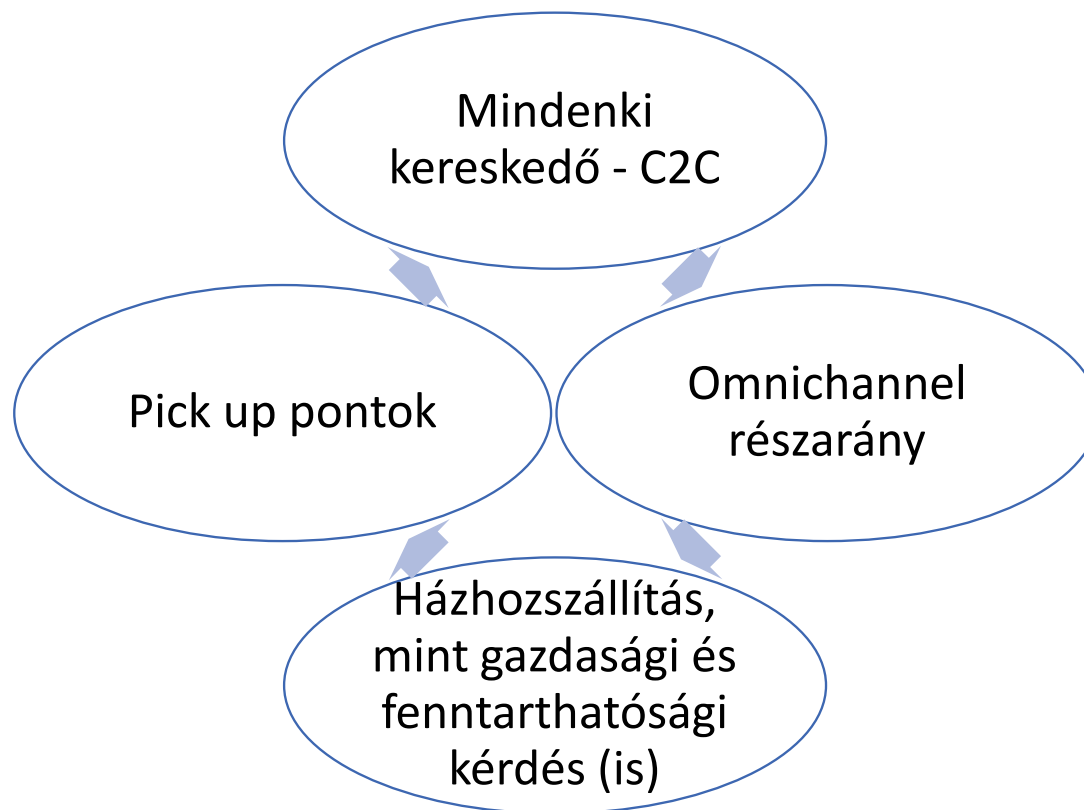 Mindenki
kereskedő - C2C
Pick up pontok
Omnichannel
részarány
Házhozszállítás,
mint gazdasági és
fenntarthatósági
kérdés (is)